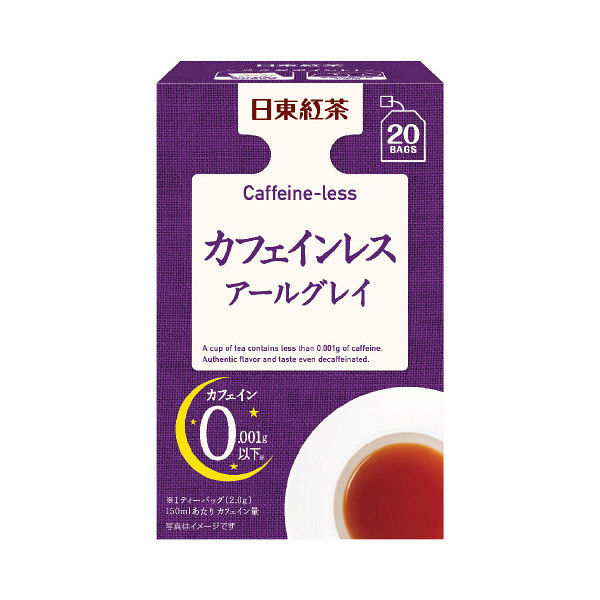 日東紅茶
20
BAGS
Caffeine-less
カフェインレス
アールグレイ
A cup of tea contains less than 0.001g of caffeine.
Authentic flavor and taste even decaffeinated.
カフェイン
0.001g
以下※
※1ティーバッグ(2.0g)
150mlあたり カフェイン量
写真はイメージです